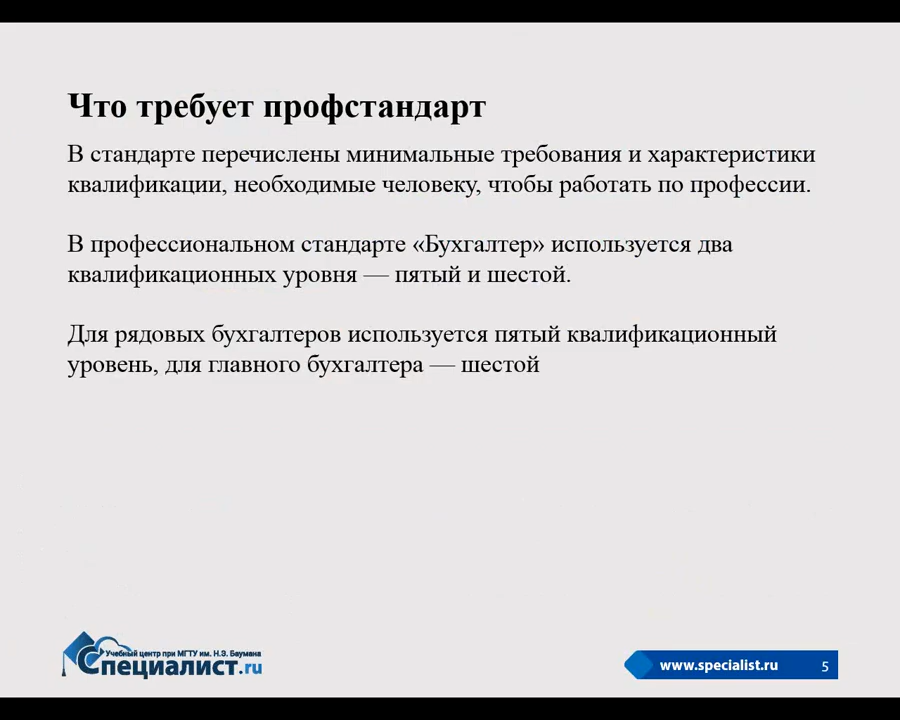 Что требует профстандарт
В стандарте перечислены минимальные требования и характеристики
квалификации, необходимые человеку, чтобы работать по профессии.
В профессиональном стандарте «Бухгалтер» используется два
квалификационных уровня — пятый и шестой.
Для рядовых бухгалтеров используется пятый квалификационный
уровень, для главного бухгалтера — шестой
Учебный центр при МГТУ им. Н.Э. Баумана
Специалист.ru
www.specialist.ru
5